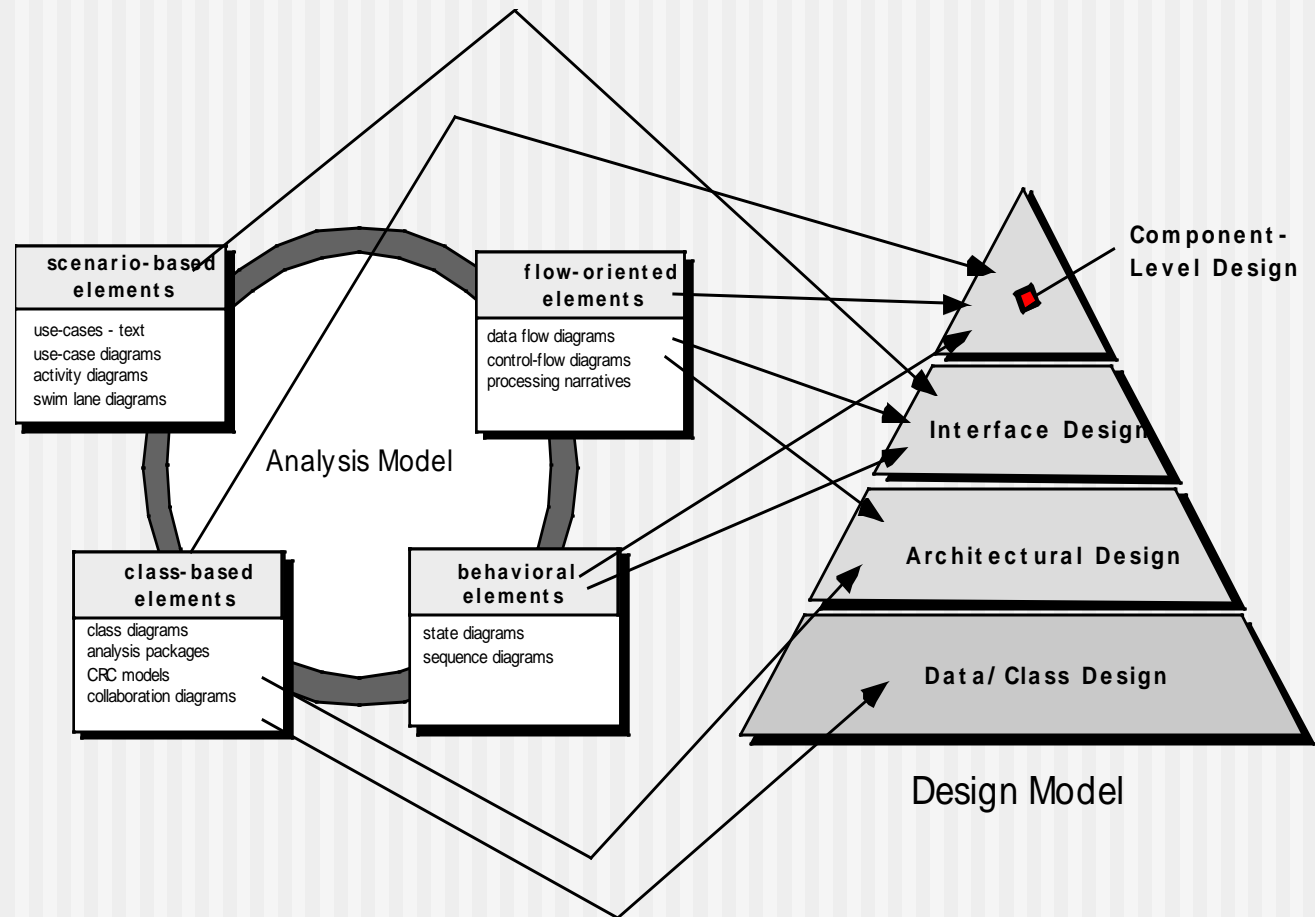 scenario-based
elements
use-cases - text
use-case diagrams
activity diagrams
swim lane diagrams
flow-oriented
elements
data flow diagrams
control-flow diagrams
processing narratives
Analysis Model
class-based
elements
class diagrams
analysis packages
CRC models
collaboration diagrams
behavioral
elements
state diagrams
sequence diagrams
Component-
Level Design
Interface Design
Architectural Design
Data/Class Design
Design Model